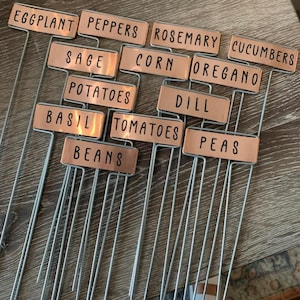 EGGPLANT
PEPPERS
ROSEMARY
CUCUMBERS
SAGE
CORN
OREGANO
POTATOES
DILL
BASIL
TOMATOES
PEAS
BEANS